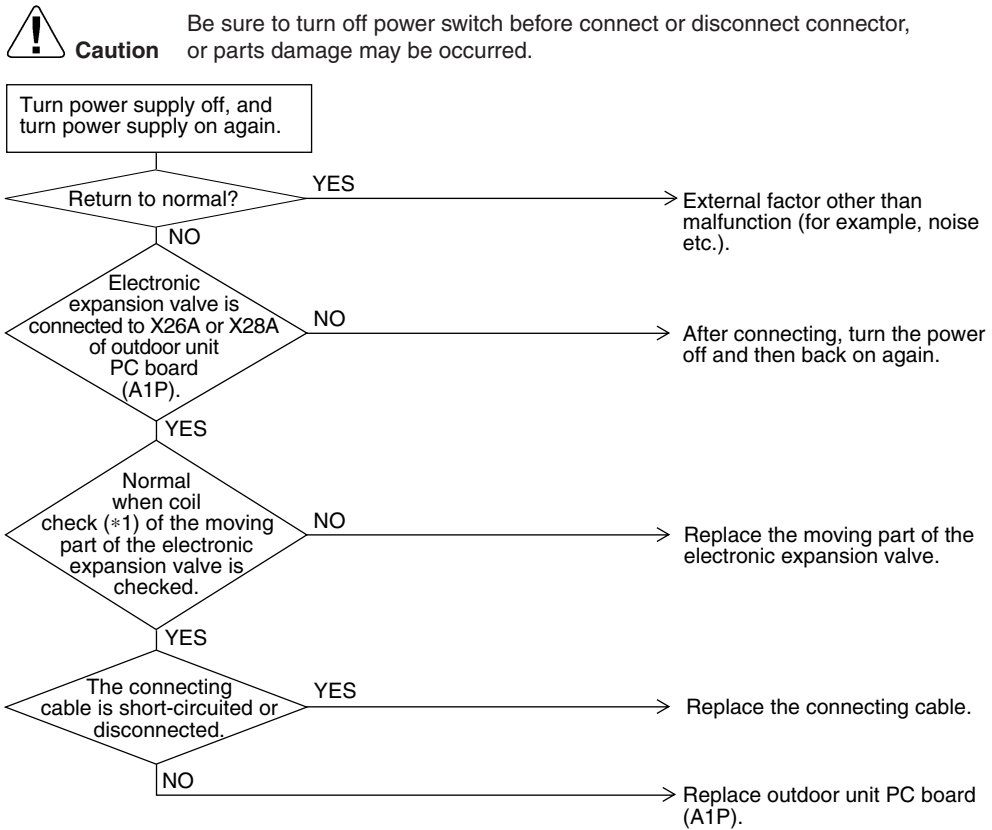 Be sure to turn off power switch before connect or disconnect connector,
Caution or parts damage may be occurred.
Turn power supply off, and
turn power supply on again.
Return to normal?
YES
External factor other than
malfunction (for example, noise
etc.).
NO
Electronic
expansion valve is
connected to X26A or X28A
of outdoor unit
PC board
(A1P).
NO
After connecting, turn the power
off and then back on again.
YES
Normal
when coil
check (*1) of the moving
part of the electronic
expansion valve is
checked.
NO
Replace the moving part of the
electronic expansion valve.
YES
The connecting
cable is short-circuited or
disconnected.
YES
Replace the connecting cable.
NO
Replace outdoor unit PC board
(A1P).